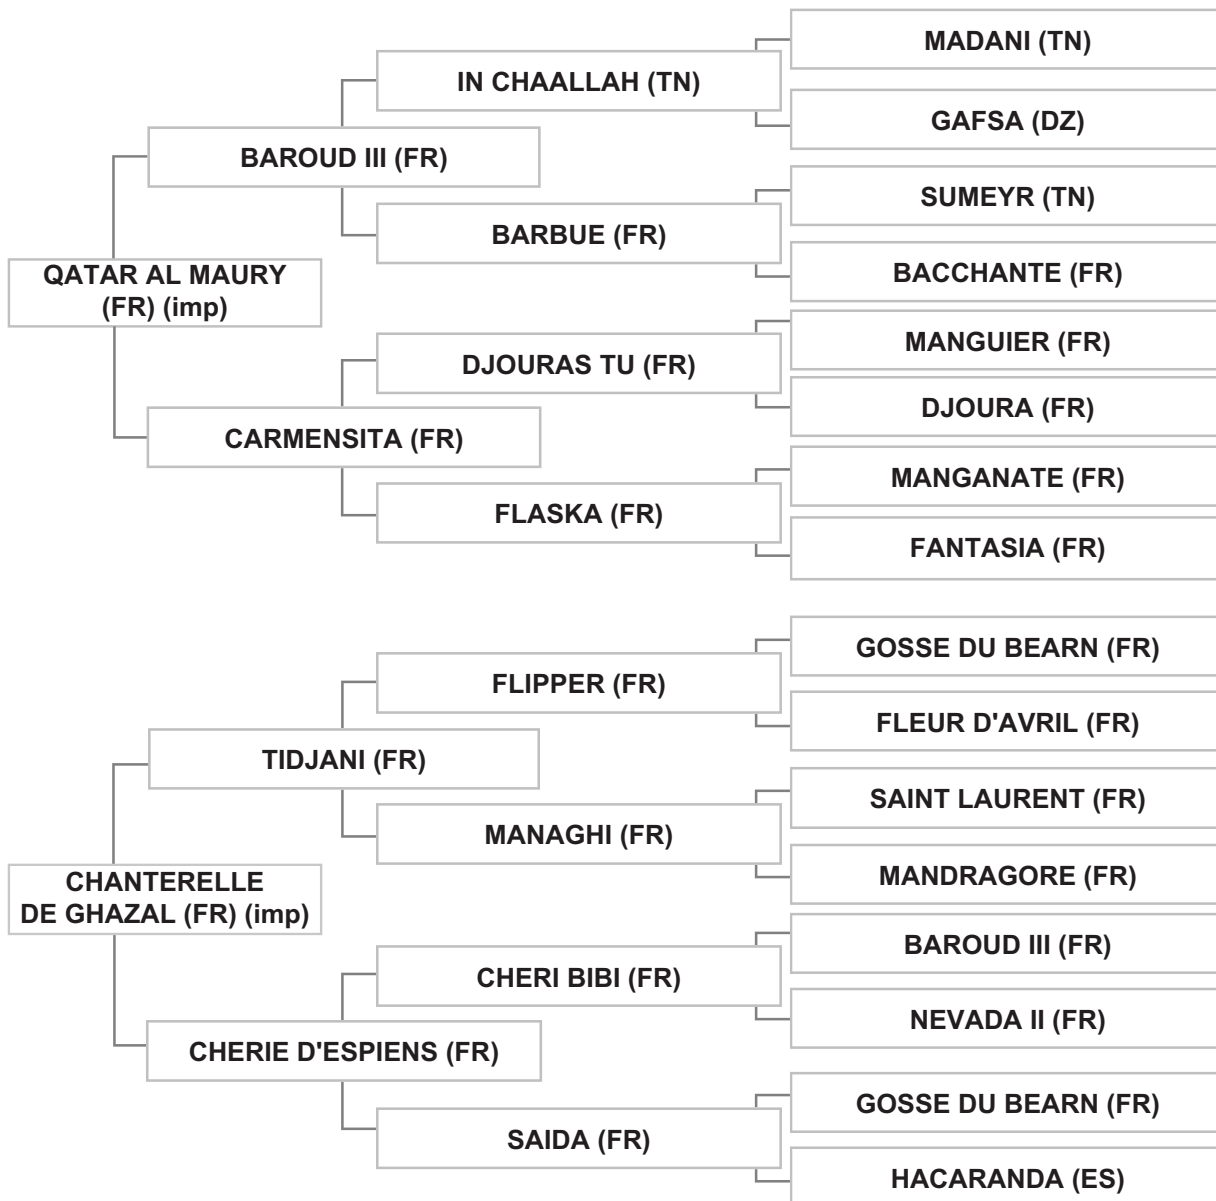 MADANI (TN)
IN CHAALLAH (TN)
GAFSA (DZ)
BAROUD III (FR)
SUMEYR (TN)
BARBUE (FR)
BACCHANTE (FR)
QATAR AL MAURY
(FR) (imp)
MANGUIER (FR)
DJOURAS TU (FR)
DJOURA (FR)
CARMENSITA (FR)
MANGANATE (FR)
FLASKA (FR)
FANTASIA (FR)
GOSSE DU BEARN (FR)
FLIPPER (FR)
FLEUR D'AVRIL (FR)
TIDJANI (FR)
SAINT LAURENT (FR)
MANAGHI (FR)
MANDRAGORE (FR)
CHANTERELLE
DE GHAZAL (FR) (imp)
BAROUD III (FR)
CHERI BIBI (FR)
NEVADA II (FR)
CHERIE D'ESPIENS (FR)
GOSSE DU BEARN (FR)
SAIDA (FR)
HACARANDA (ES)